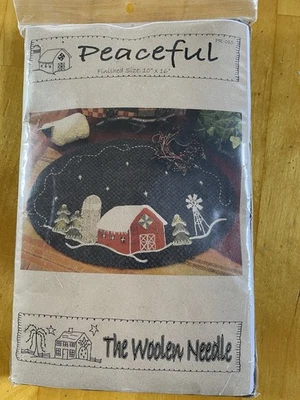 Peaceful
Finished Size: 10" x 16"
The Woolen Needle